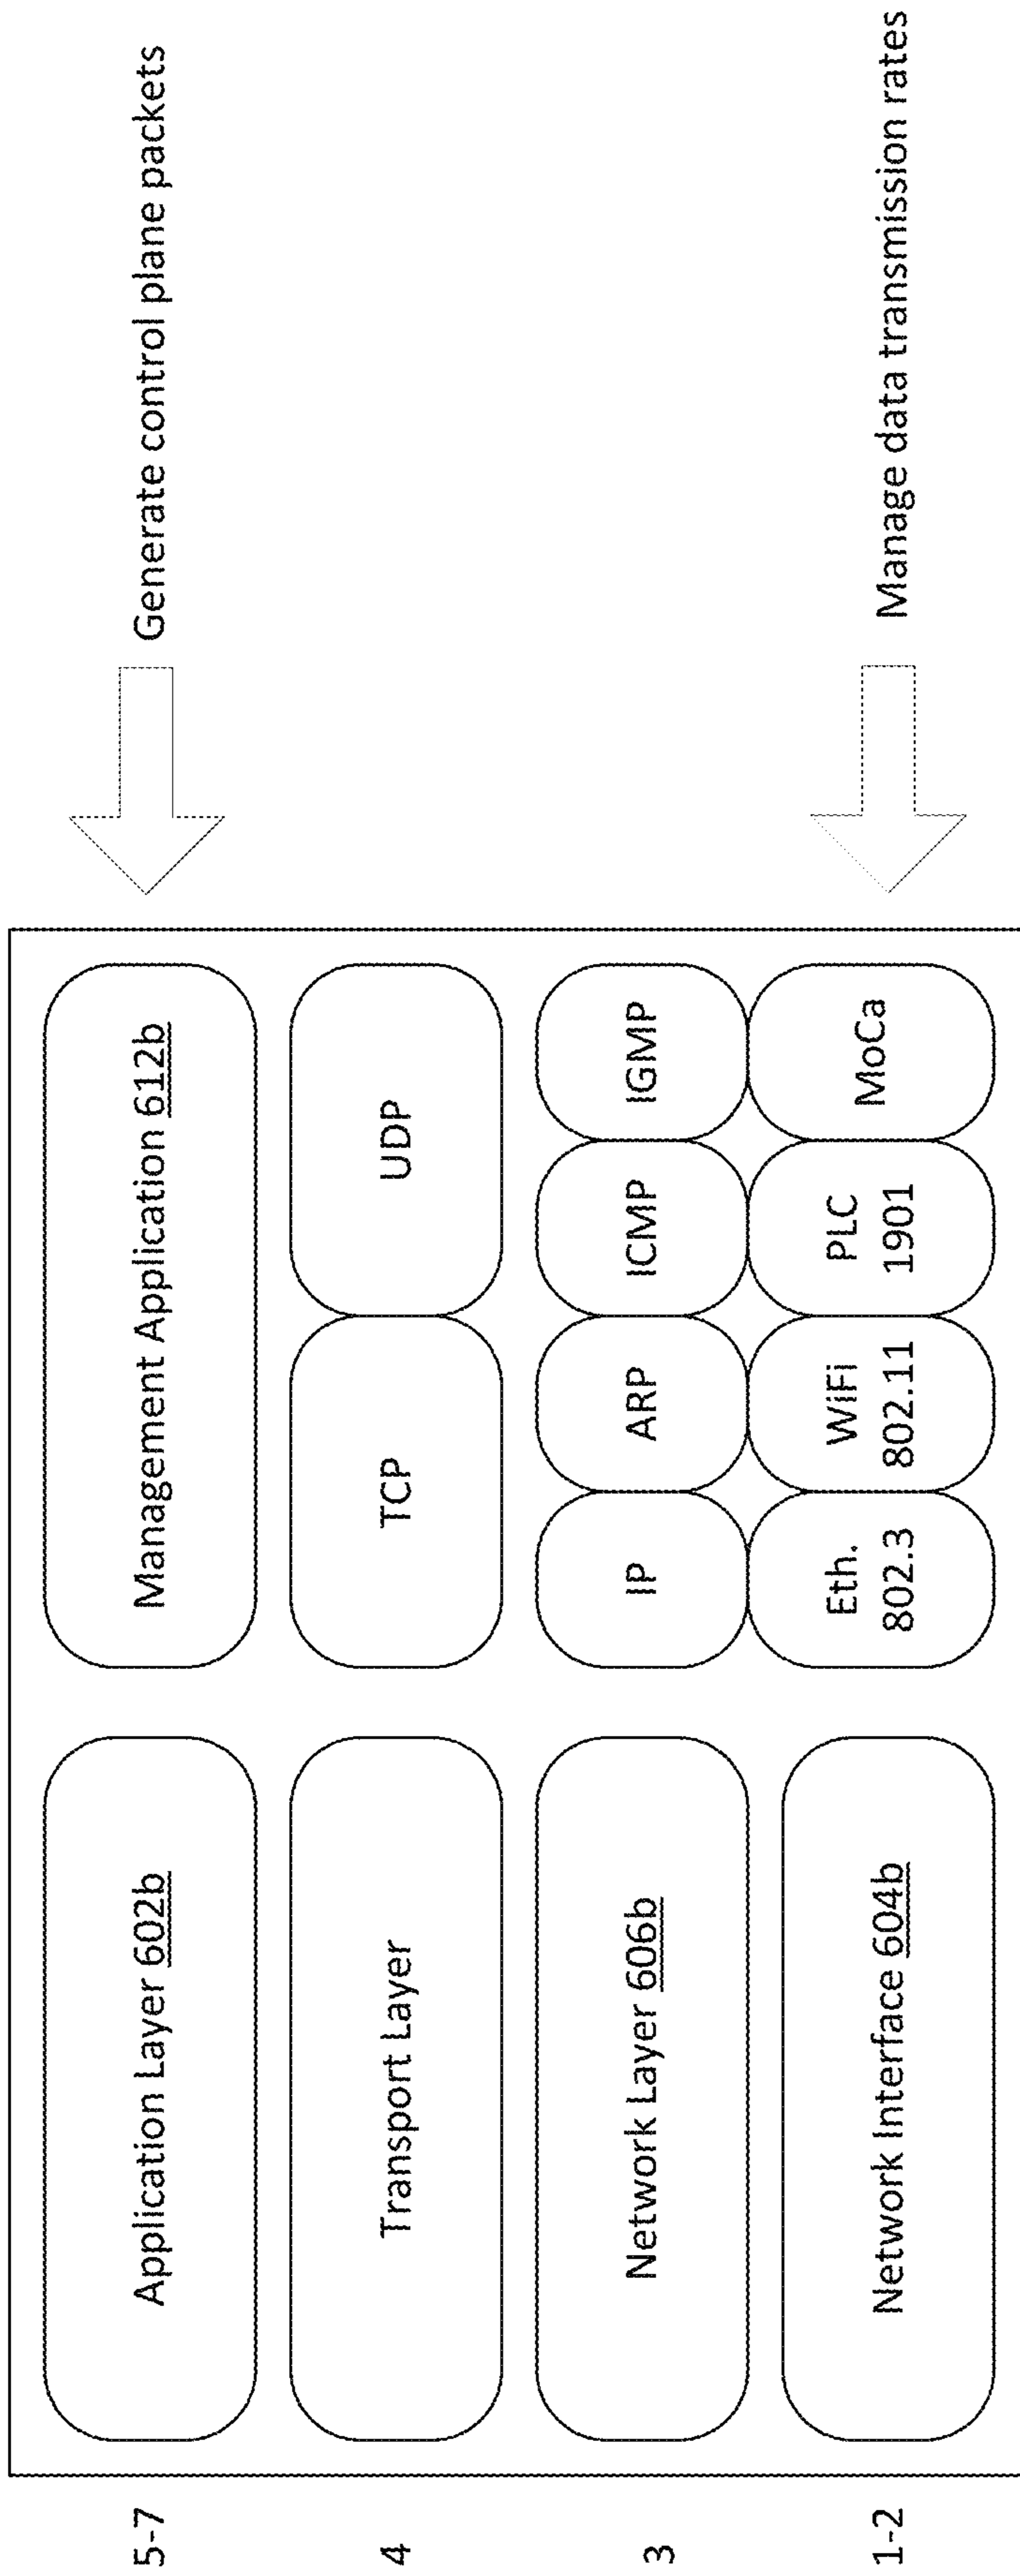 5-7
Application Layer 602b
Management Application 612b
Generate control plane packets
4
Transport Layer
TCP
UDP
3
Network Layer 606b
IP
ARP
ICMP
IGMP
1-2
Network Interface 604b
Eth.
802.3
WiFi
802.11
PLC
1901
MoCa
Manage data transmission rates